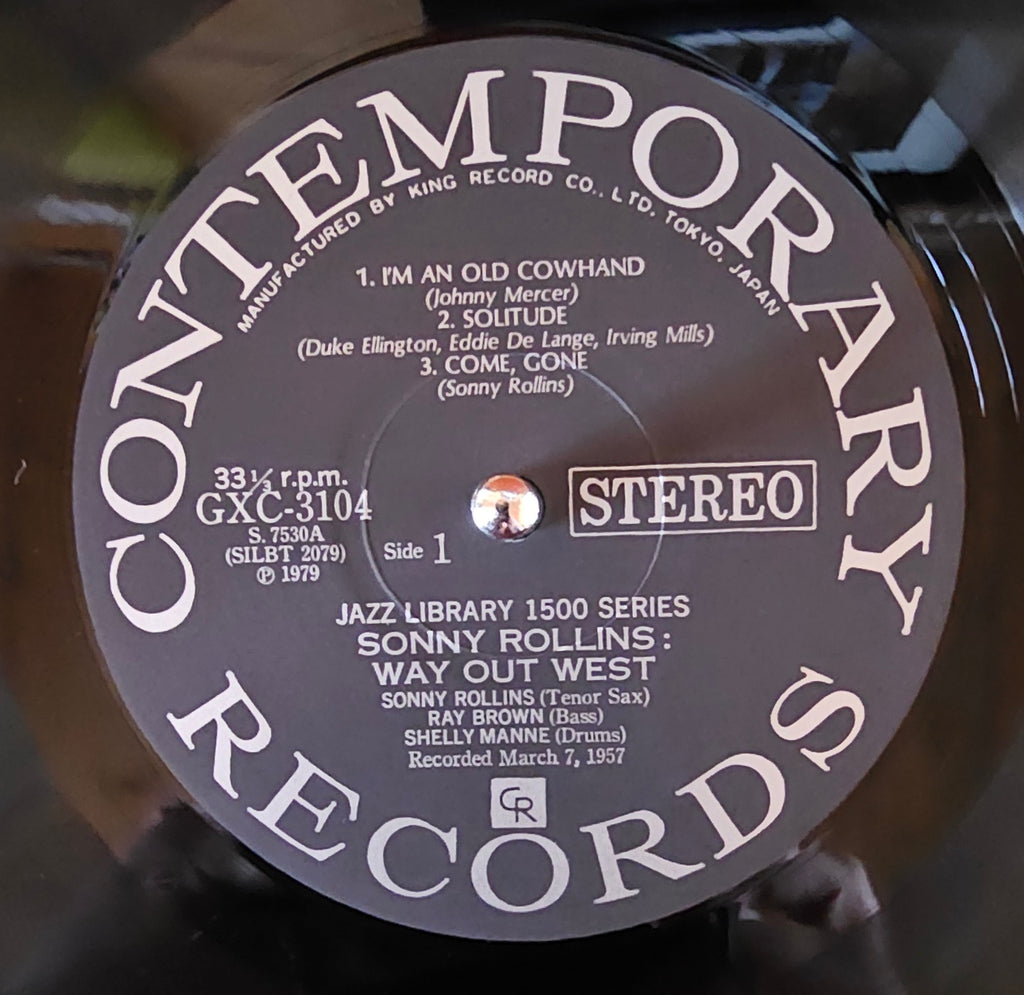 CONTEMPORARY
MANUFACTURED BY KING RECORD CO., LTD. TOKYO, JAPAN
1. I'M AN OLD COWHAND
(Johnny Mercer)
2. SOLITUDE
(Duke Ellington, Eddie De Lange, Irving Mills)
3. COME, GONE
(Sonny Rollins)
33 1/3 r.p.m.
GXC-3104
S. 7530A
(SILBT 2079)
Ⓟ 1979
Side 1
STEREO
JAZZ LIBRARY 1500 SERIES
SONNY ROLLINS:
WAY OUT WEST
SONNY ROLLINS (Tenor Sax)
RAY BROWN (Bass)
SHELLY MANNE (Drums)
Recorded March 7, 1957
CR
RECORDS